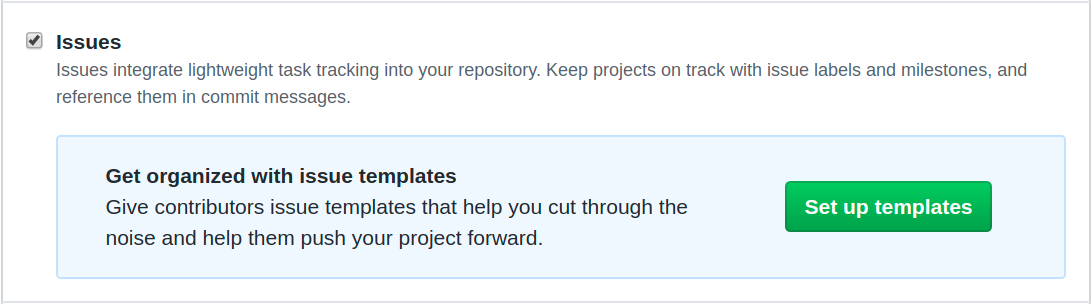 Issues
Issues integrate lightweight task tracking into your repository. Keep projects on track with issue labels and milestones, and
reference them in commit messages.
Get organized with issue templates
Give contributors issue templates that help you cut through the
noise and help them push your project forward.
Set up templates